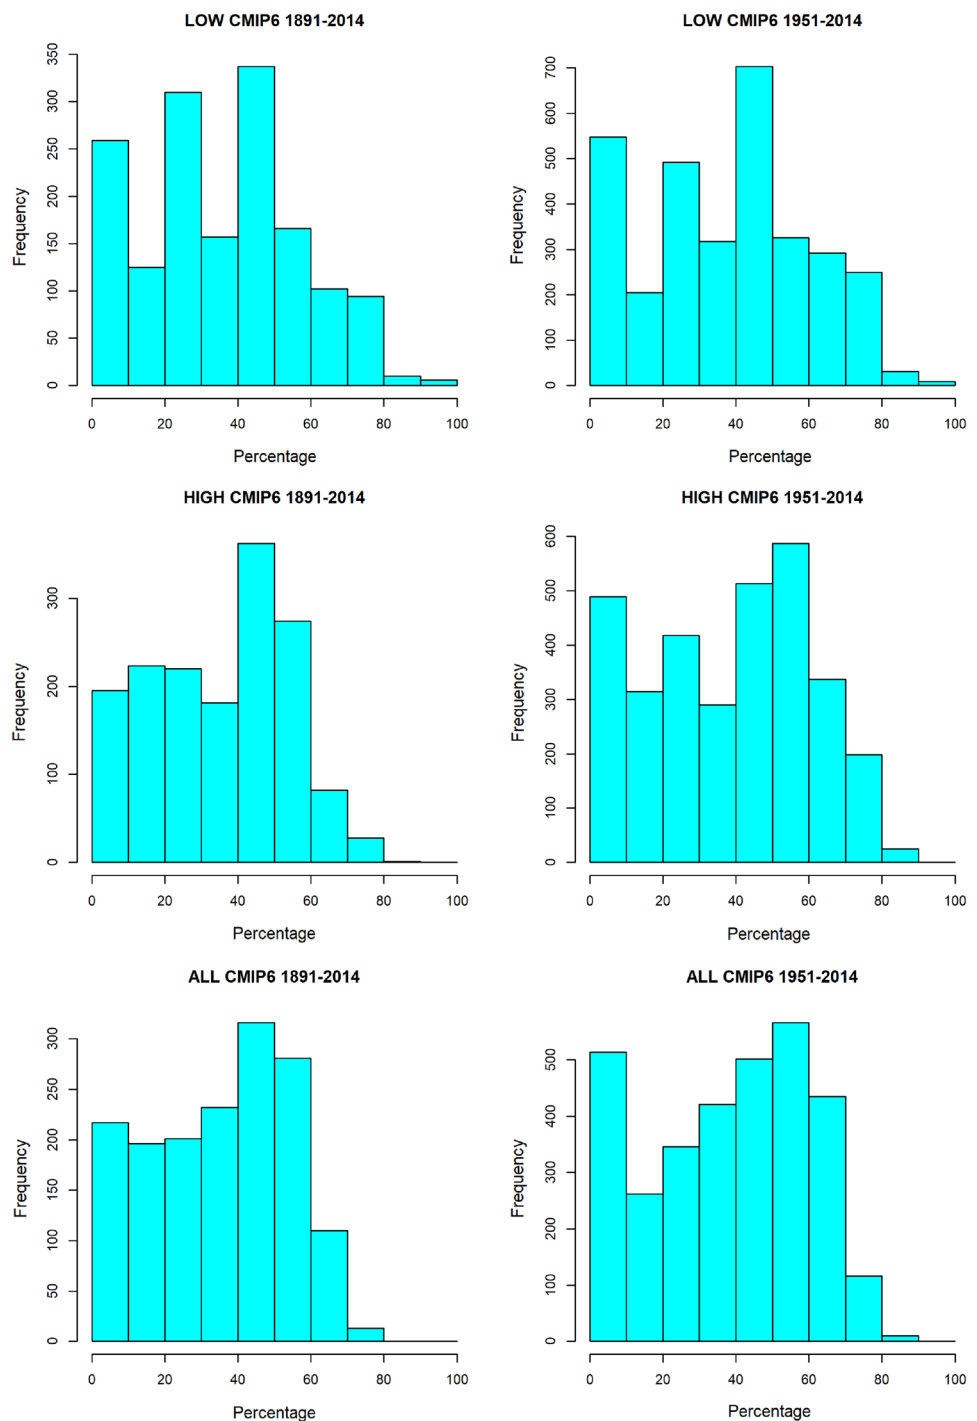 LOW CMIP6 1891-2014
Frequency
0 50 100 150 200 250 300 350
0 20 40 60 80 100
Percentage
LOW CMIP6 1951-2014
Frequency
0 100 200 300 400 500 600 700
0 20 40 60 80 100
Percentage
HIGH CMIP6 1891-2014
Frequency
0 100 200 300
0 20 40 60 80 100
Percentage
HIGH CMIP6 1951-2014
Frequency
0 100 200 300 400 500 600
0 20 40 60 80 100
Percentage
ALL CMIP6 1891-2014
Frequency
0 50 100 150 200 250 300
0 20 40 60 80 100
Percentage
ALL CMIP6 1951-2014
Frequency
0 100 200 300 400 500
0 20 40 60 80 100
Percentage